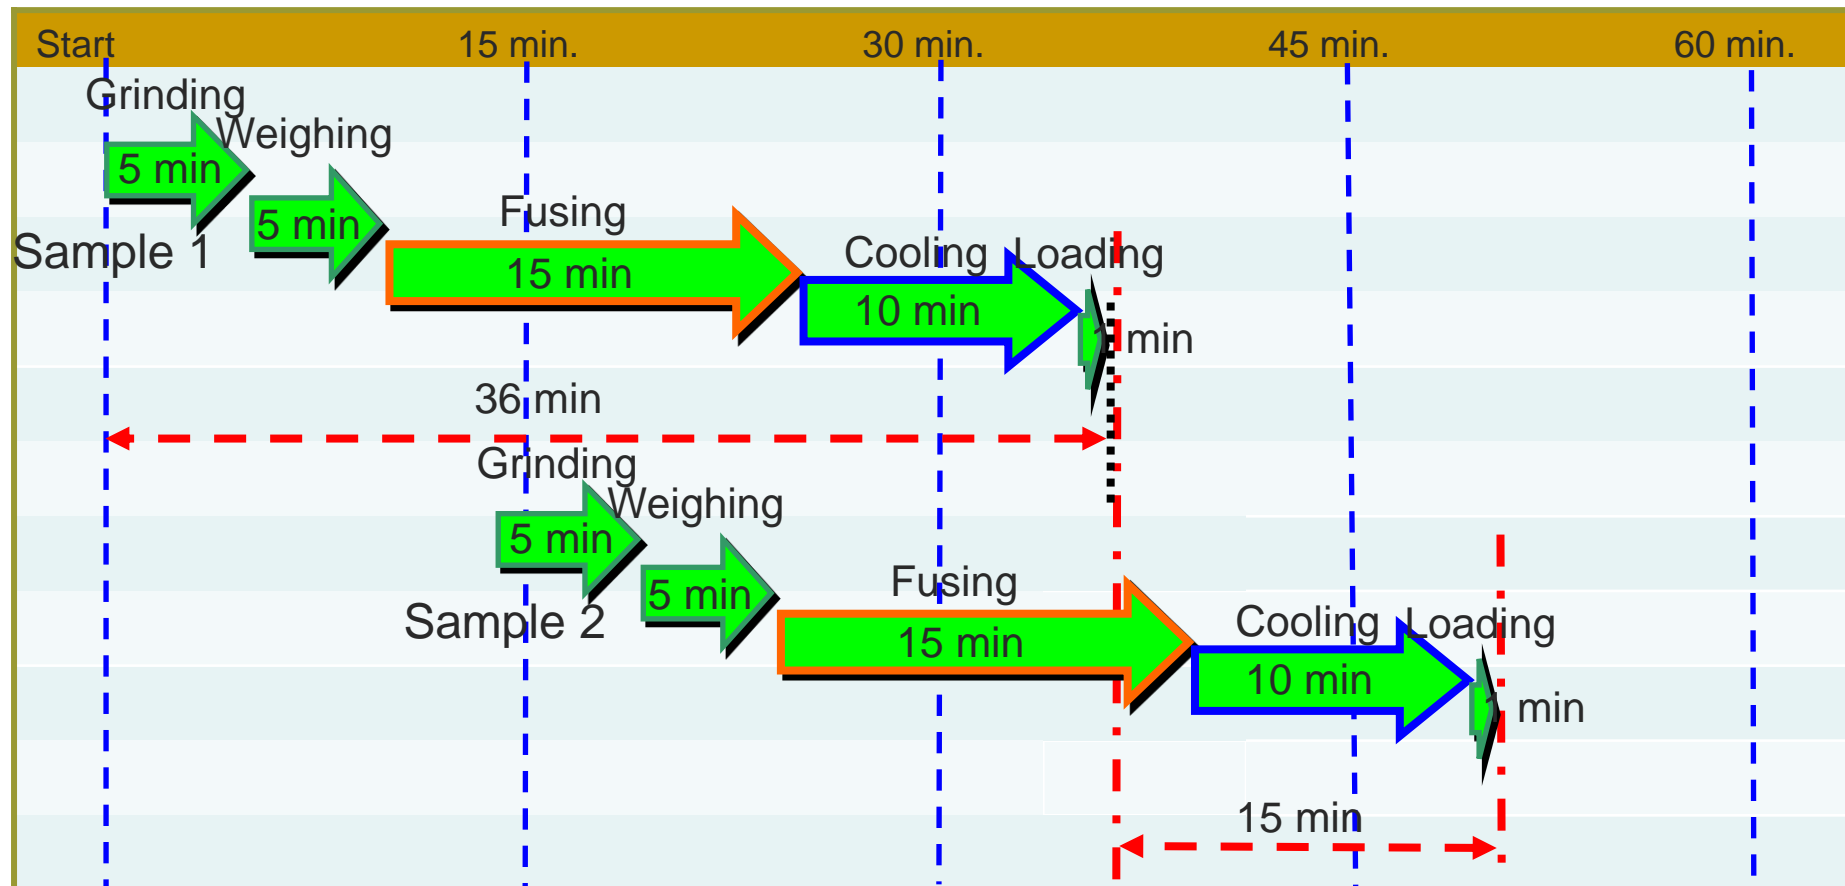 Start 15 min. 30 min. 45 min. 60 min.
Grinding
Weighing
5 min
5 min
Sample 1
Fusing
15 min
Cooling
10 min
Loading
1 min
36 min
Grinding
Weighing
5 min
5 min
Sample 2
Fusing
15 min
Cooling
10 min
Loading
1 min
15 min